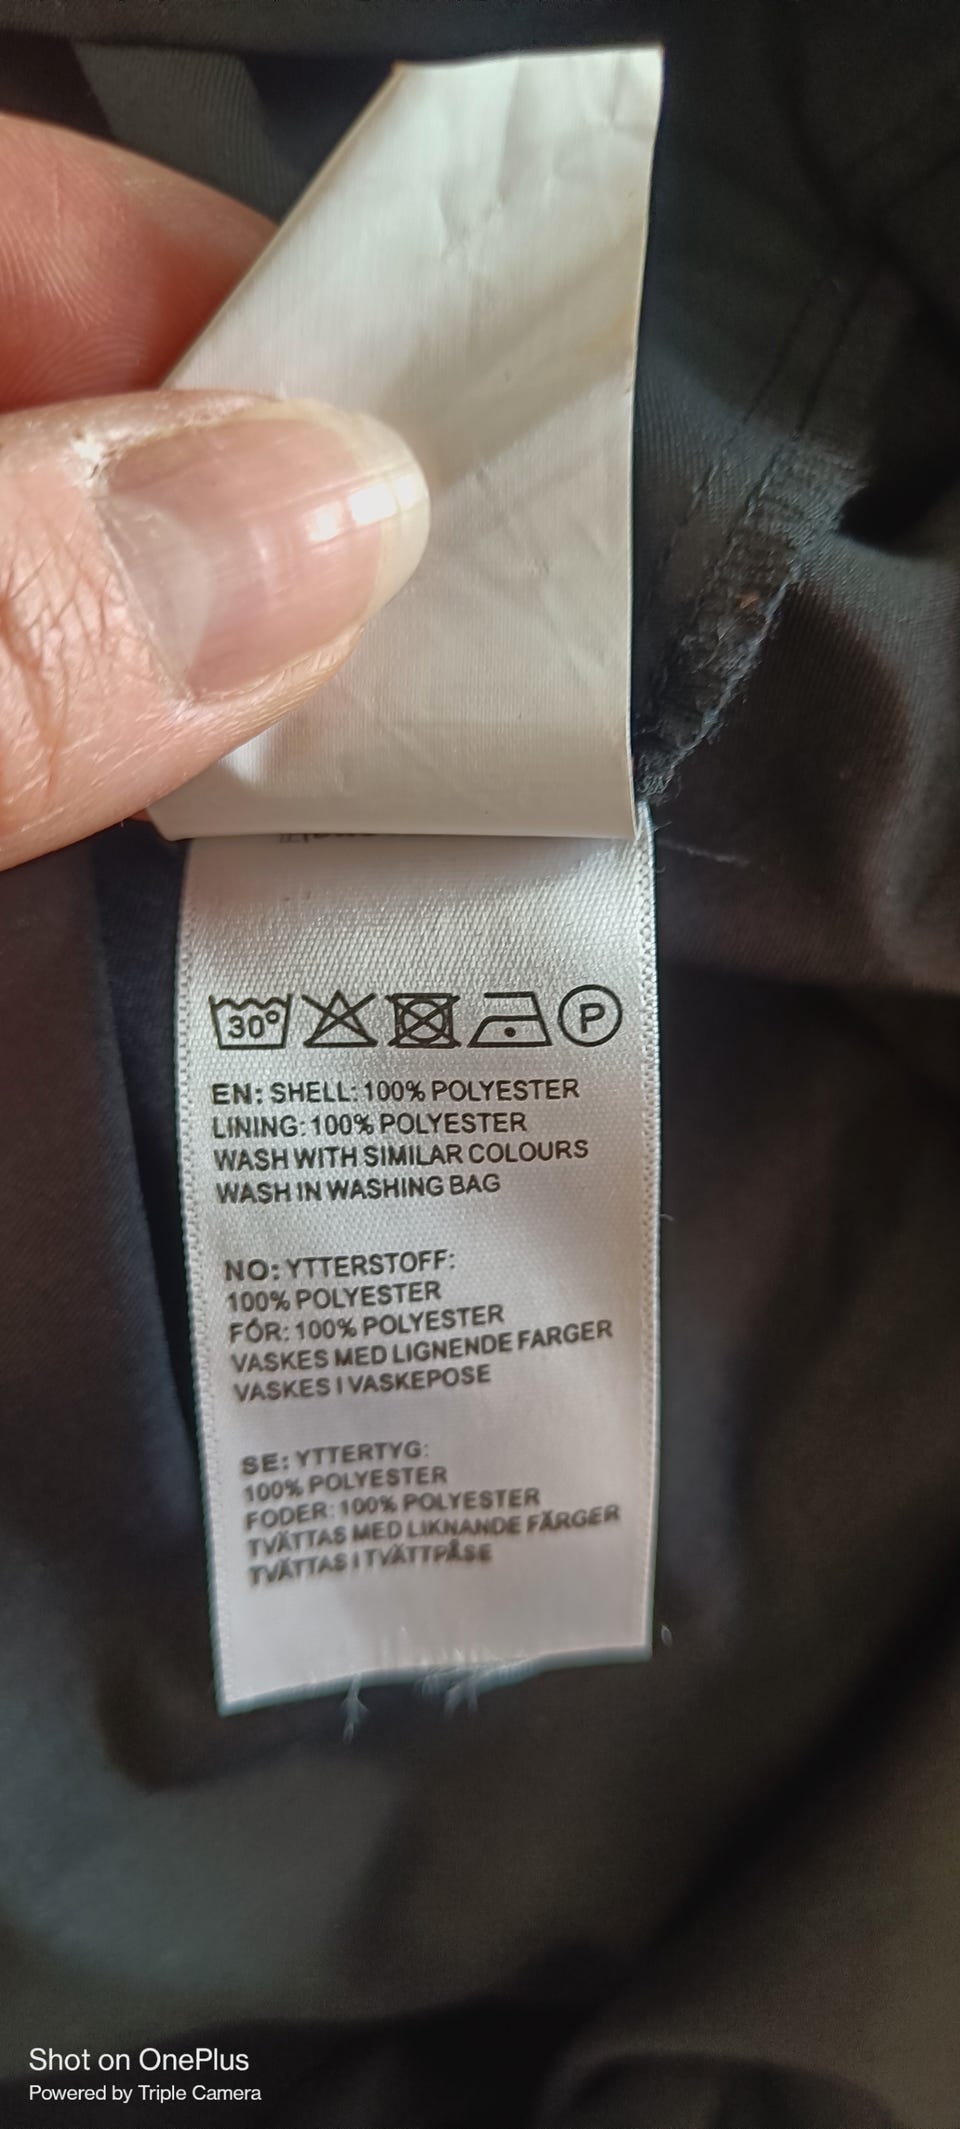 30°
P
EN: SHELL: 100% POLYESTER
LINING: 100% POLYESTER
WASH WITH SIMILAR COLOURS
WASH IN WASHING BAG
NO: YTTERSTOFF:
100% POLYESTER
FÓR: 100% POLYESTER
VASKES MED LIGNENDE FARGER
VASKES I VASKEPOSE
SE: YTTERTYG:
100% POLYESTER
FODER: 100% POLYESTER
TVÄTTAS MED LIKNANDE FÄRGER
TVÄTTAS I TVÄTTPÅSE
Shot on OnePlus
Powered by Triple Camera